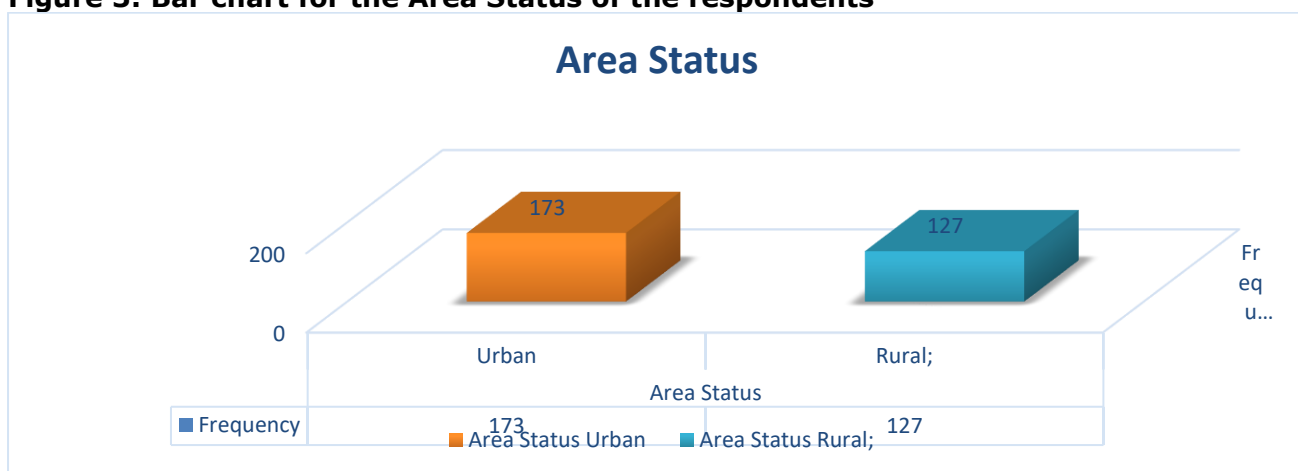 Figure 3: Bar chart for the Area Status of the respondents
Area Status
173
127
200
0
Fr
eq
u...
Urban Rural;
Area Status
Frequency 173 127
Area Status Urban Area Status Rural;